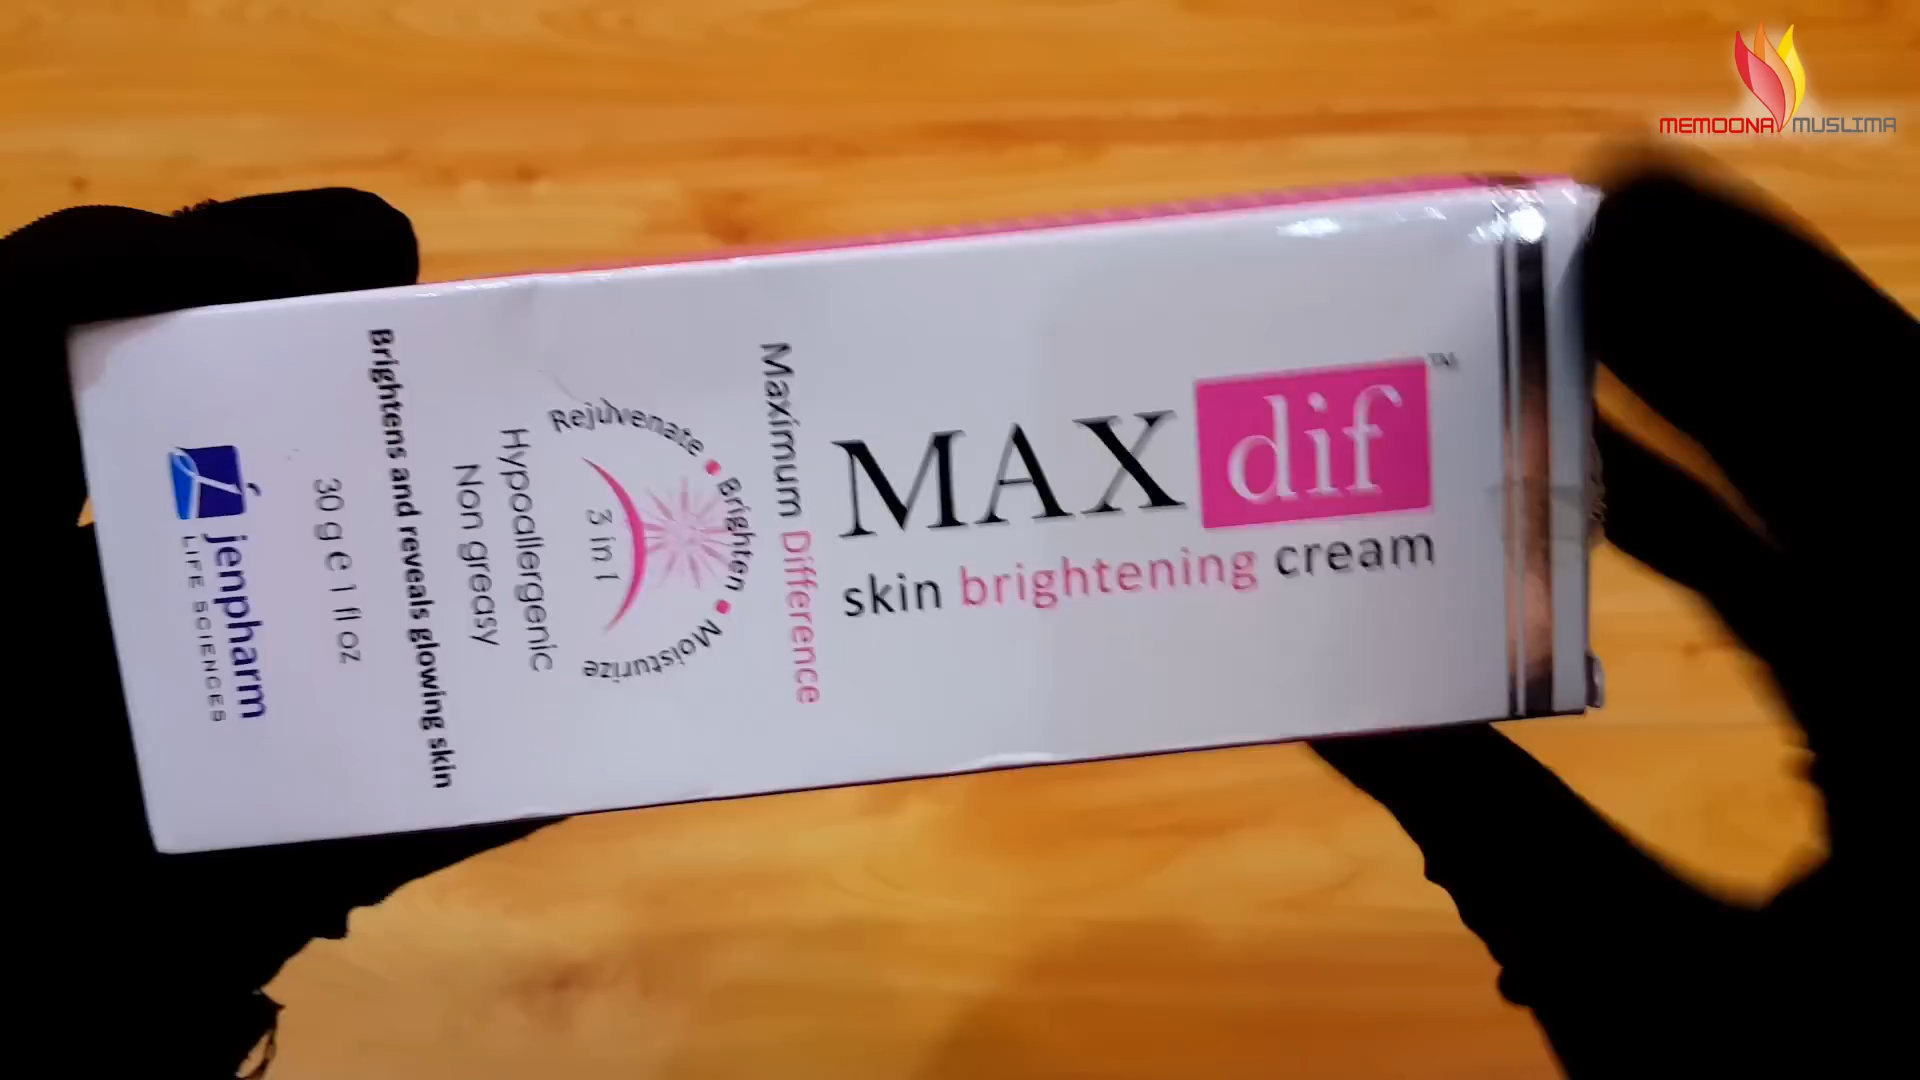 MEMOONA MUSLIMA
MAX dif™
skin brightening cream
Maximum Difference
Rejuvenate • Brighten • Moisturize
3 in 1
Hypoallergenic
Non greasy
Brightens and reveals glowing skin
30 g e 1 fl oz
jenpharm
LIFE SCIENCES